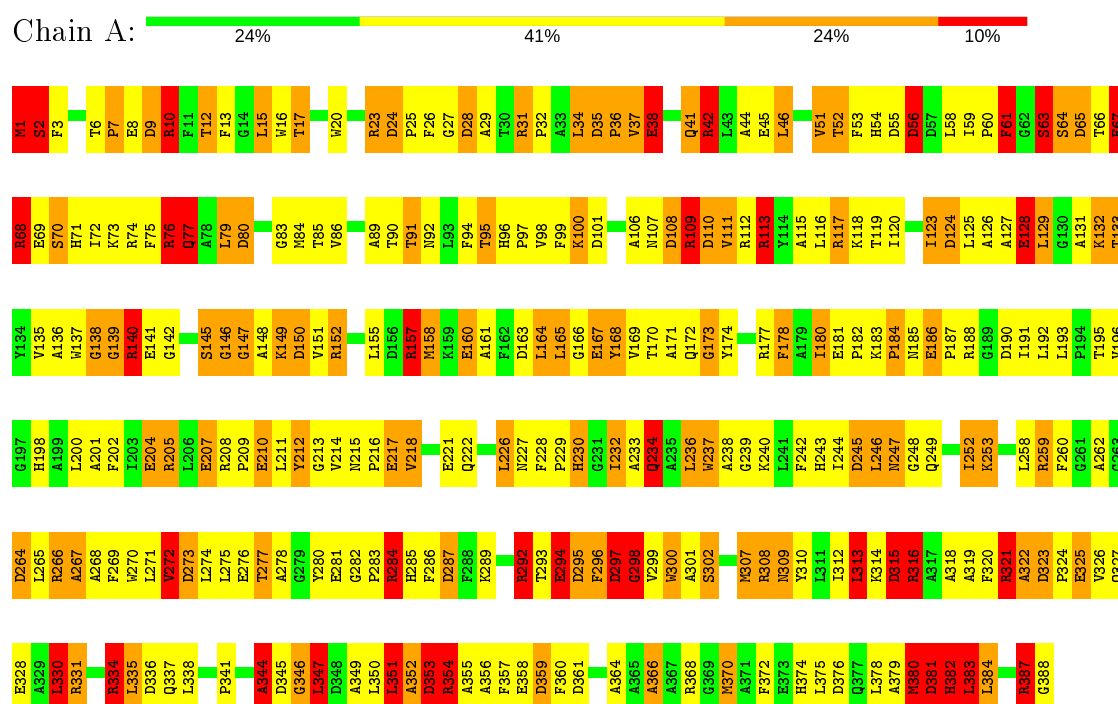 Chain A:
24% 41% 24% 10%
M1 S2 F3 T6 P7 E8 D9 R10 F11 T12 F13 G14 L15 W16 T17 W20 R23 D24 P25 F26 G27 D28 A29 T30 R31 P32 A33 L34 D35 P36 V37 E38 Q41 R42 L43 A44 E45 L46 V51 T52 F53 H54 D55 D56 D57 L58 I59 P60 F61 G62 S63 S64 D65 T66 E67
R68 E69 S70 H71 I72 K73 R74 F75 R76 Q77 A78 L79 D80 G83 M84 T85 V86 A89 T90 T91 N92 L93 F94 T95 H96 P97 V98 F99 K100 D101 A106 N107 D108 R109 D110 V111 R112 R113 Y114 A115 L116 R117 K118 T119 I120 I123 D124 L125 A126 A127 E128 L129 G130 A131 K132 T133
Y134 V135 A136 W137 G138 G139 R140 E141 G142 S145 G146 G147 A148 K149 D150 V151 R152 L155 D156 R157 M158 K159 E160 A161 F162 D163 L164 L165 G166 E167 Y168 V169 T170 A171 Q172 G173 Y174 R177 F178 A179 I180 E181 P182 K183 P184 N185 E186 P187 R188 G189 D190 I191 L192 L193 P194 T195 V196
G197 H198 A199 L200 A201 F202 I203 E204 R205 L206 E207 R208 P209 E210 L211 Y212 G213 V214 N215 P216 E217 V218 E221 Q222 L226 N227 F228 P229 H230 G231 I232 A233 Q234 A235 L236 W237 A238 G239 K240 L241 F242 H243 I244 D245 L246 N247 G248 Q249 I252 K253 L258 R259 F260 G261 A262 G263
D264 L265 R266 A267 A268 F269 W270 L271 V272 D273 L274 L275 E276 T277 A278 G279 Y280 E281 G282 P283 R284 H285 F286 D287 F288 K289 R292 T293 E294 D295 F296 D297 G298 V299 W300 A301 S302 M307 R308 N309 Y310 L311 I312 L313 K314 D315 R316 A317 A318 A319 F320 R321 A322 D323 P324 E325 V326 Q327
E328 A329 L330 R331 R334 L335 D336 Q337 L338 P341 A344 D345 G346 L347 D348 A349 L350 L351 A352 D353 R354 A355 A356 F357 E358 D359 F360 D361 A364 A365 A366 A367 R368 G369 M370 A371 F372 E373 H374 L375 D376 Q377 L378 A379 M380 D381 H382 L383 L384 R387 G388